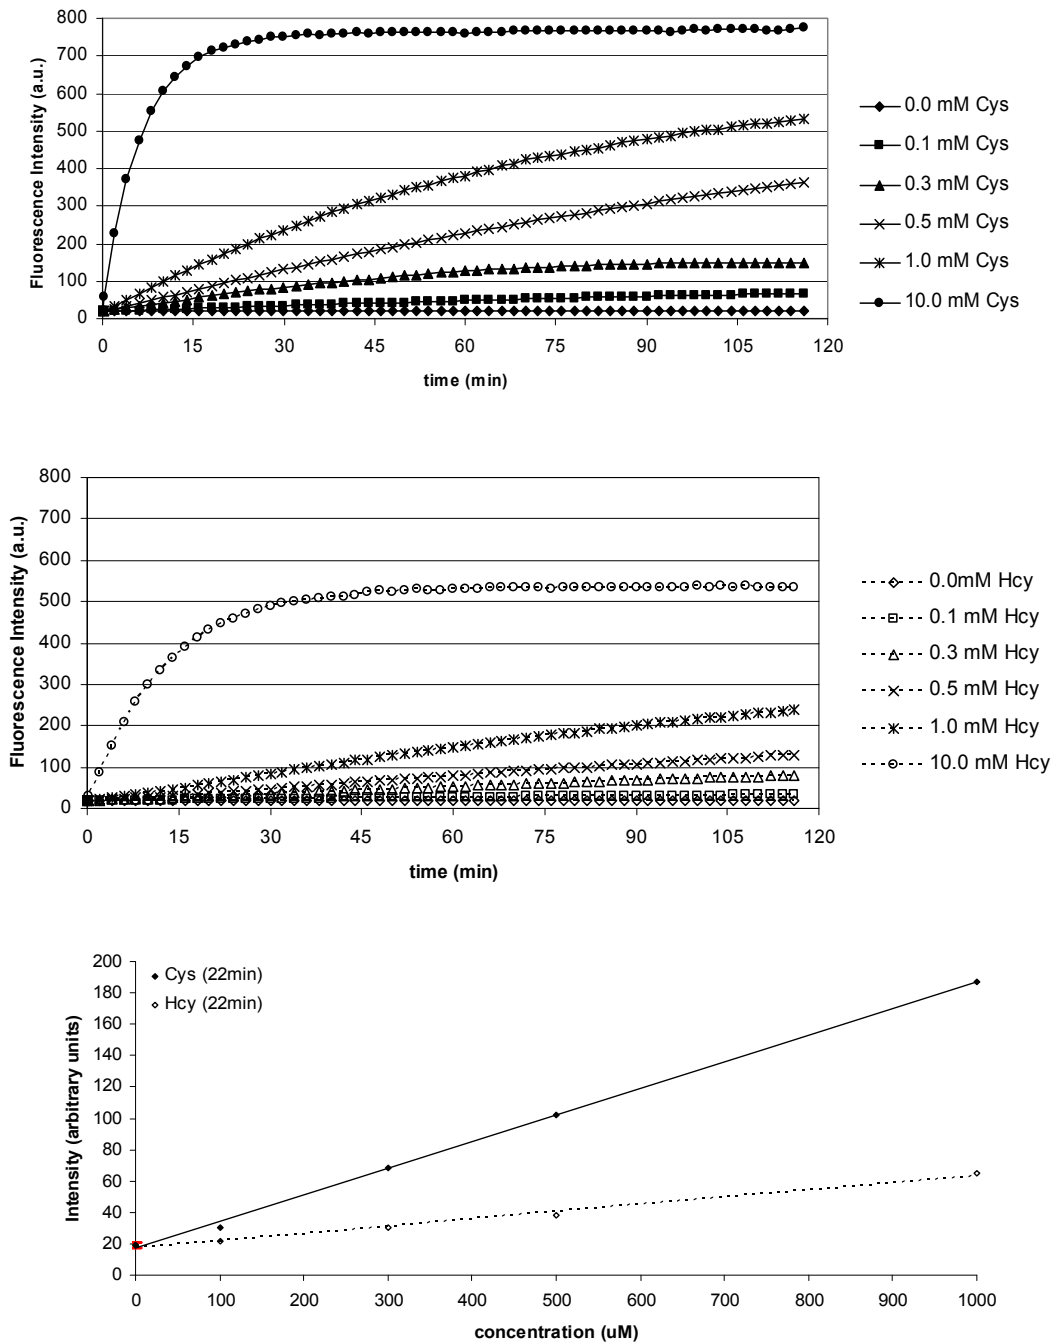 Fluorescence Intensity (a.u.)
800
700
600
500
400
300
200
100
0
0 15 30 45 60 75 90 105 120
time (min)
0.0 mM Cys
0.1 mM Cys
0.3 mM Cys
0.5 mM Cys
1.0 mM Cys
10.0 mM Cys
Fluorescence Intensity (a.u.)
800
700
600
500
400
300
200
100
0
0 15 30 45 60 75 90 105 120
time (min)
0.0mM Hcy
0.1 mM Hcy
0.3 mM Hcy
0.5 mM Hcy
1.0 mM Hcy
10.0 mM Hcy
Intensity (arbitrary units)
200
180
160
140
120
100
80
60
40
20
0
Cys (22min)
Hcy (22min)
0 100 200 300 400 500 600 700 800 900 1000
concentration (uM)